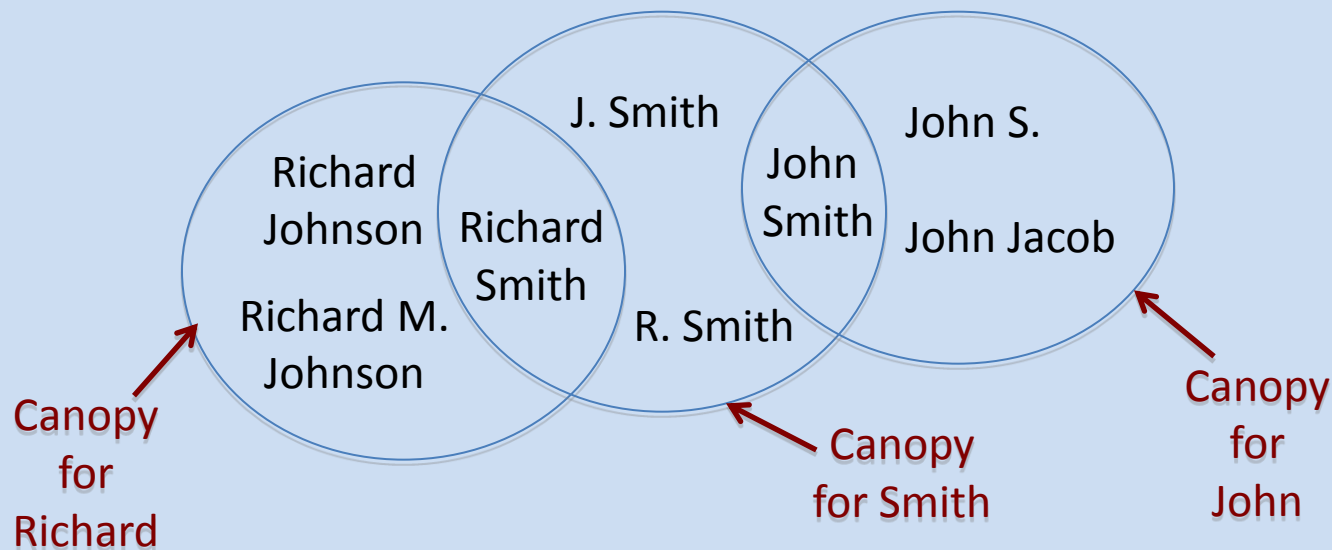 J. Smith
John S.
Richard
Johnson
John
Smith
Richard
Smith
John Jacob
Richard M.
Johnson
R. Smith
Canopy
for
Richard
Canopy
for Smith
Canopy
for
John